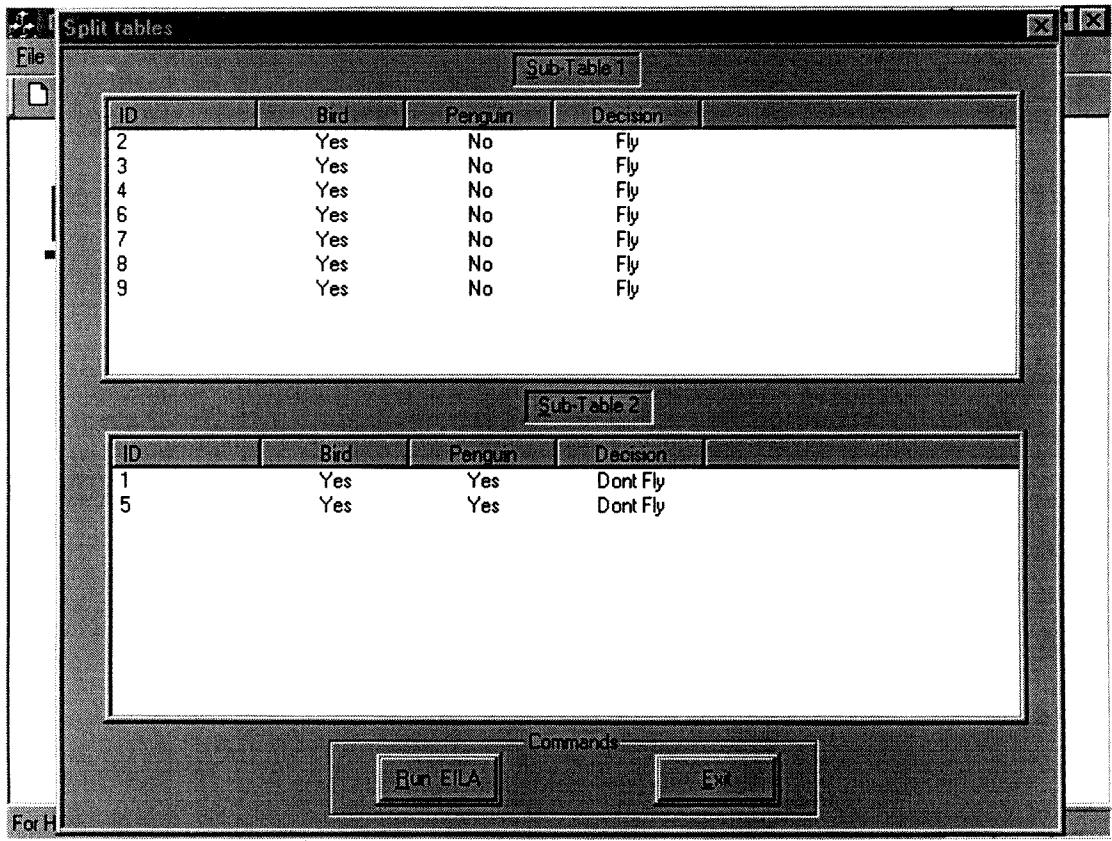 Split tables
File
Sub-Table 1
ID Bird Penguin Decision
2 Yes No Fly
3 Yes No Fly
4 Yes No Fly
6 Yes No Fly
7 Yes No Fly
8 Yes No Fly
9 Yes No Fly
Sub-Table 2
ID Bird Penguin Decision
1 Yes Yes Dont Fly
5 Yes Yes Dont Fly
Commands
Run EILA Exit
For H